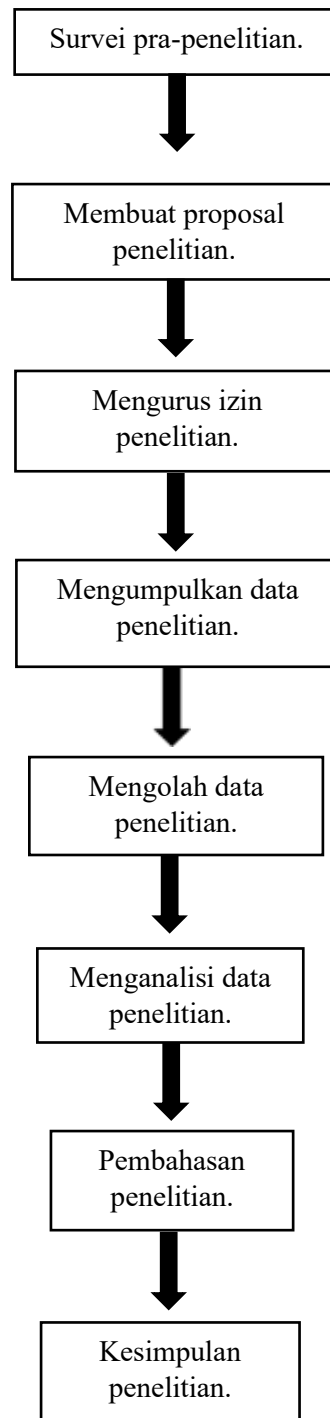 Survei pra-penelitian.
Membuat proposal
penelitian.
Mengurus izin
penelitian.
Mengumpulkan data
penelitian.
Mengolah data
penelitian.
Menganalisi data
penelitian.
Pembahasan
penelitian.
Kesimpulan
penelitian.